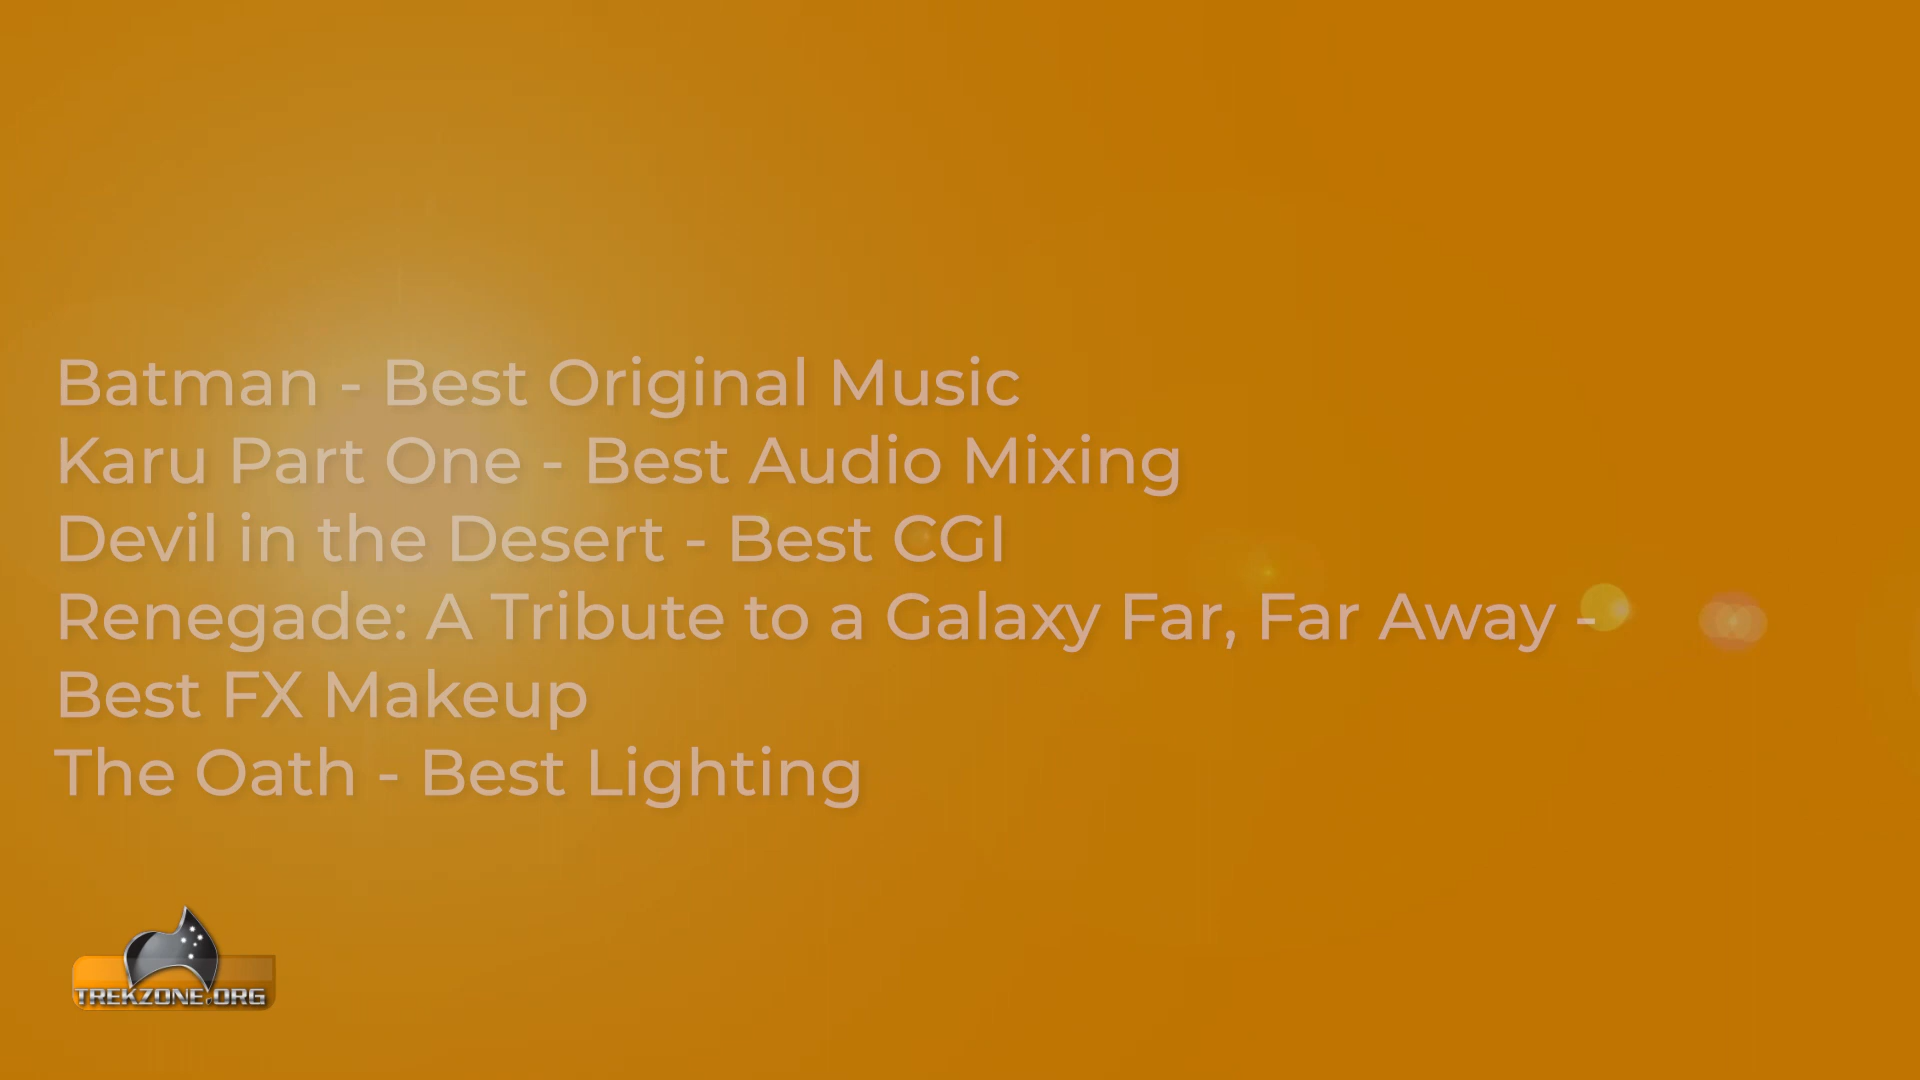 Batman - Best Original Music
Karu Part One - Best Audio Mixing
Devil in the Desert - Best CGI
Renegade: A Tribute to a Galaxy Far, Far Away -
Best FX Makeup
The Oath - Best Lighting
TREKZONE.ORG